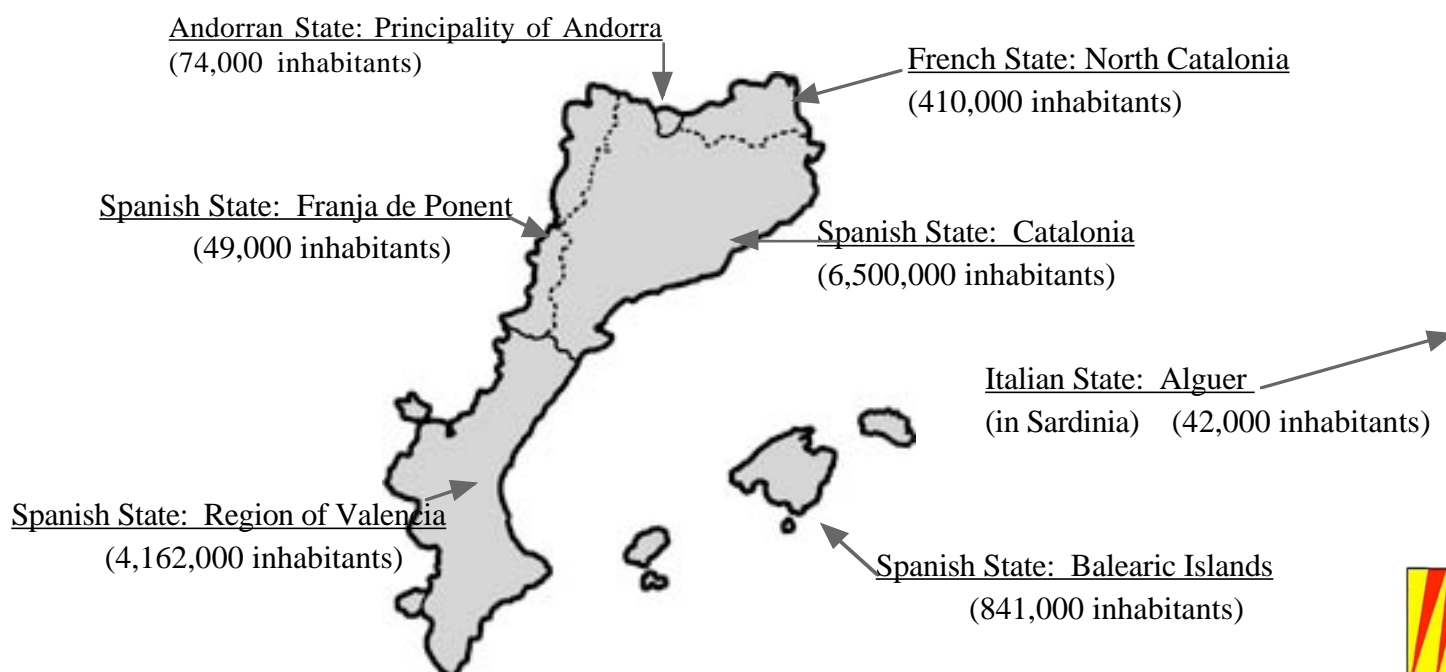 Andorran State: Principality of Andorra
(74,000 inhabitants)
French State: North Catalonia
(410,000 inhabitants)
Spanish State: Franja de Ponent
(49,000 inhabitants)
Spanish State: Catalonia
(6,500,000 inhabitants)
Italian State: Alguer
(in Sardinia) (42,000 inhabitants)
Spanish State: Region of Valencia
(4,162,000 inhabitants)
Spanish State: Balearic Islands
(841,000 inhabitants)